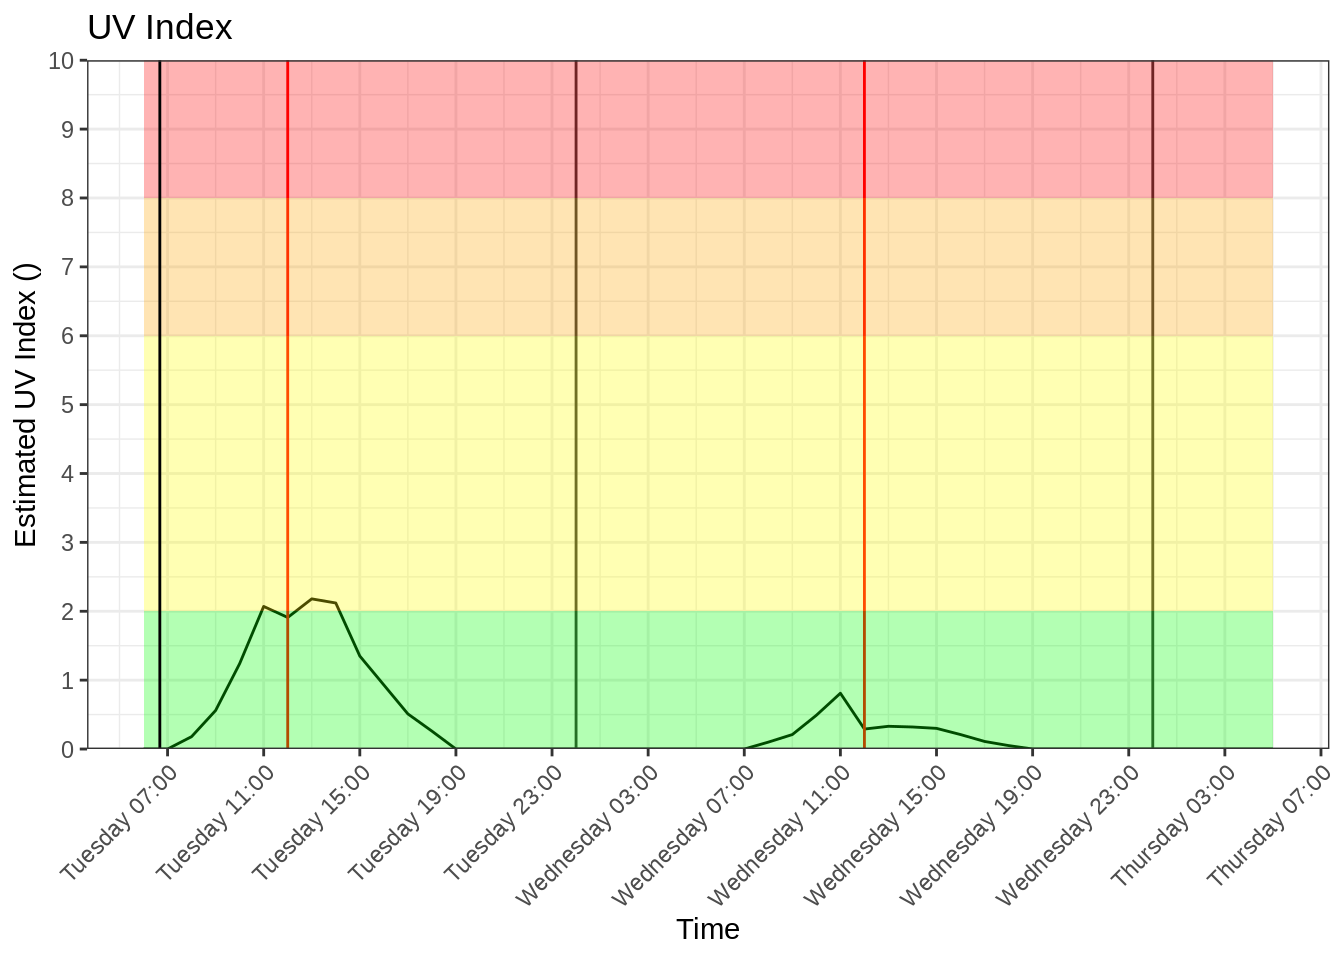 UV Index
Estimated UV Index ()
10
9
8
7
6
5
4
3
2
1
0
Tuesday 07:00
Tuesday 11:00
Tuesday 15:00
Tuesday 19:00
Tuesday 23:00
Wednesday 03:00
Wednesday 07:00
Wednesday 11:00
Wednesday 15:00
Wednesday 19:00
Wednesday 23:00
Thursday 03:00
Thursday 07:00
Time